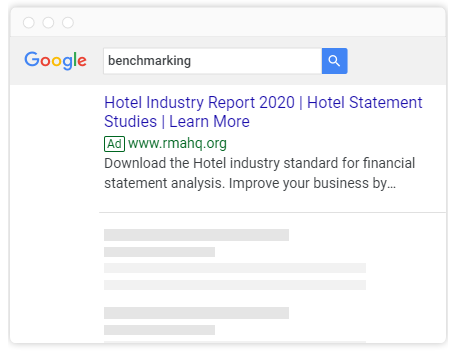 Google
benchmarking
Hotel Industry Report 2020 | Hotel Statement
Studies | Learn More
Ad www.rmahq.org
Download the Hotel industry standard for financial
statement analysis. Improve your business by...